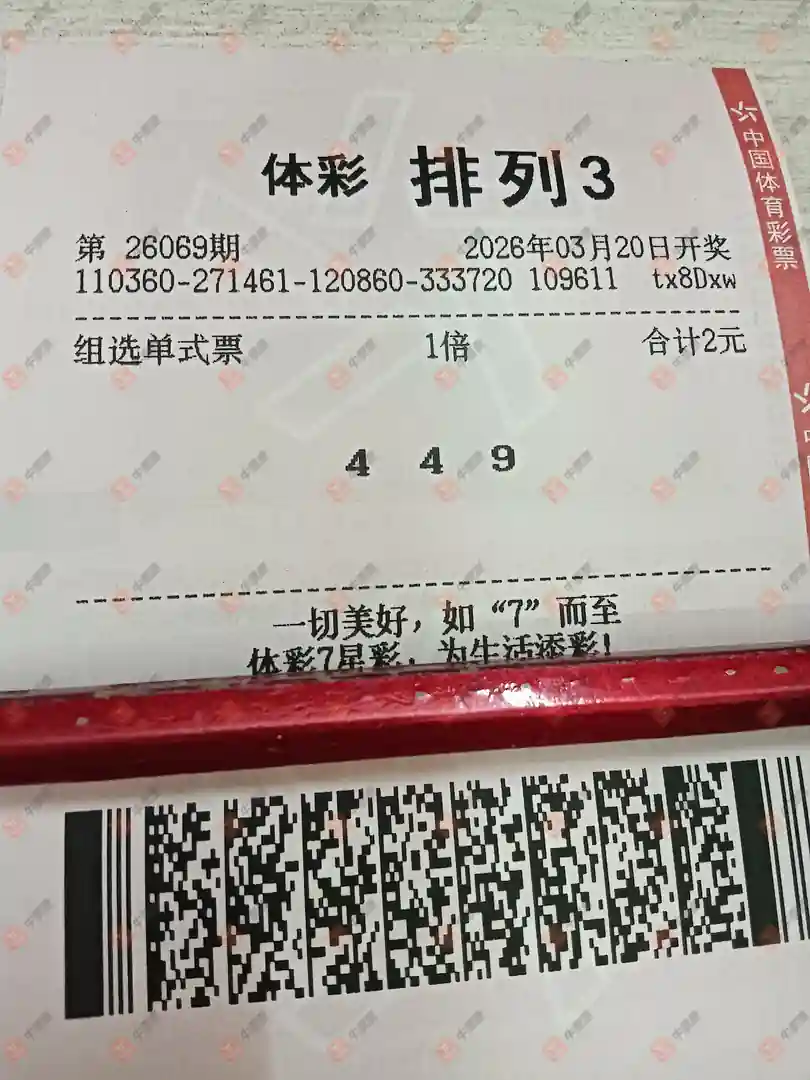 体彩 排列3
第 26069期 2026年03月20日开奖
110360-271461-120860-333720 109611 tx8Dxw
组选单式票 1倍 合计2元
4 4 9
一切美好，如“7”而至
体彩7星彩，为生活添彩！
中国体育彩票